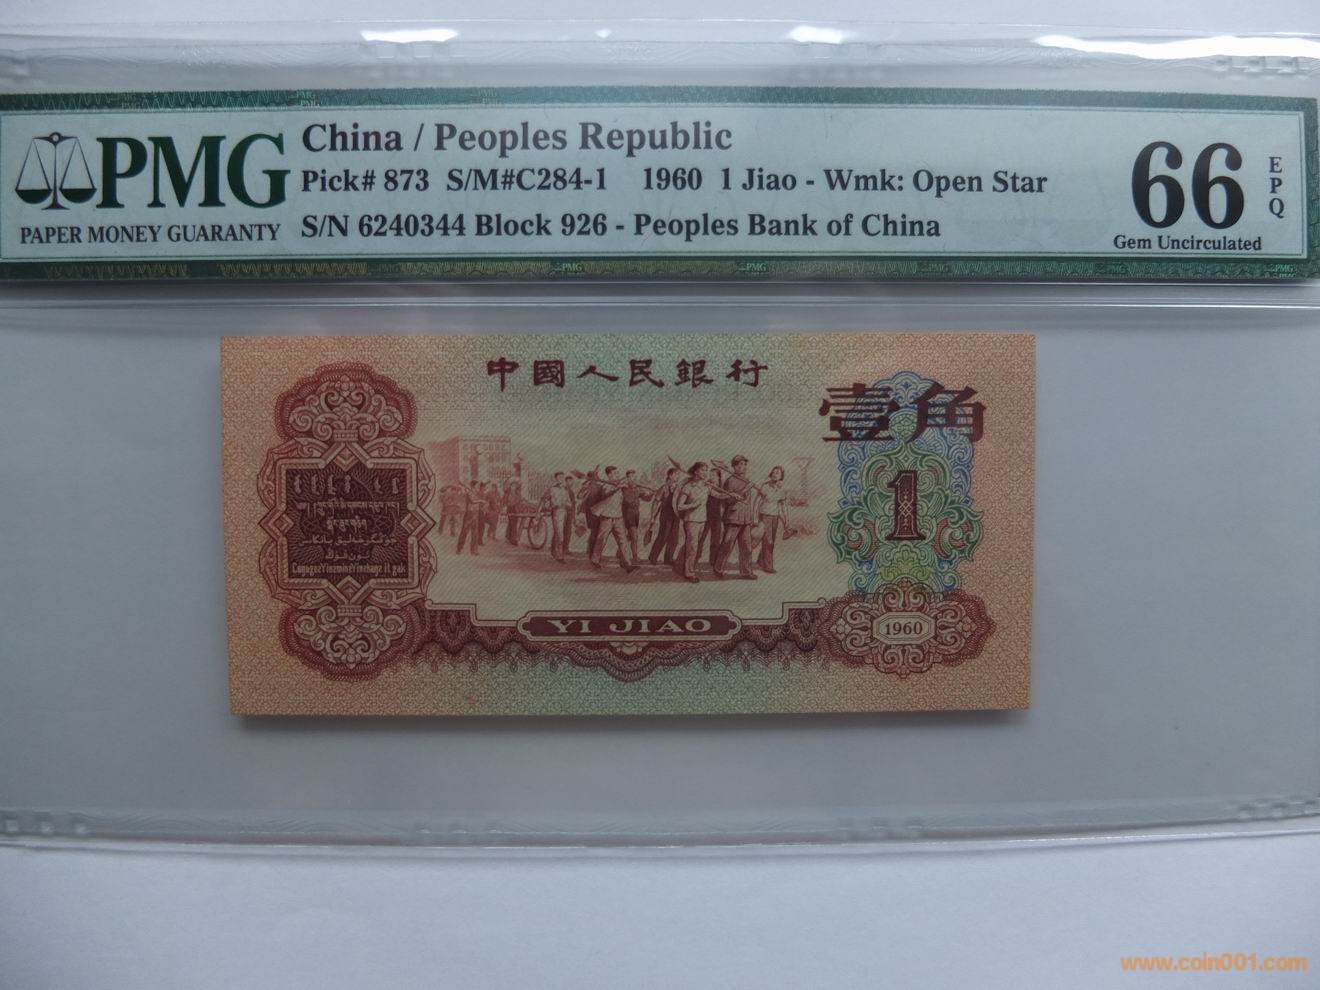 PMG
PAPER MONEY GUARANTY
China / Peoples Republic
Pick# 873 S/M#C284-1 1960 1 Jiao - Wmk: Open Star
S/N 6240344 Block 926 - Peoples Bank of China
66
EPQ
Gem Uncirculated
中國人民銀行
壹角
1
YI JIAO
1960
www.coin001.com